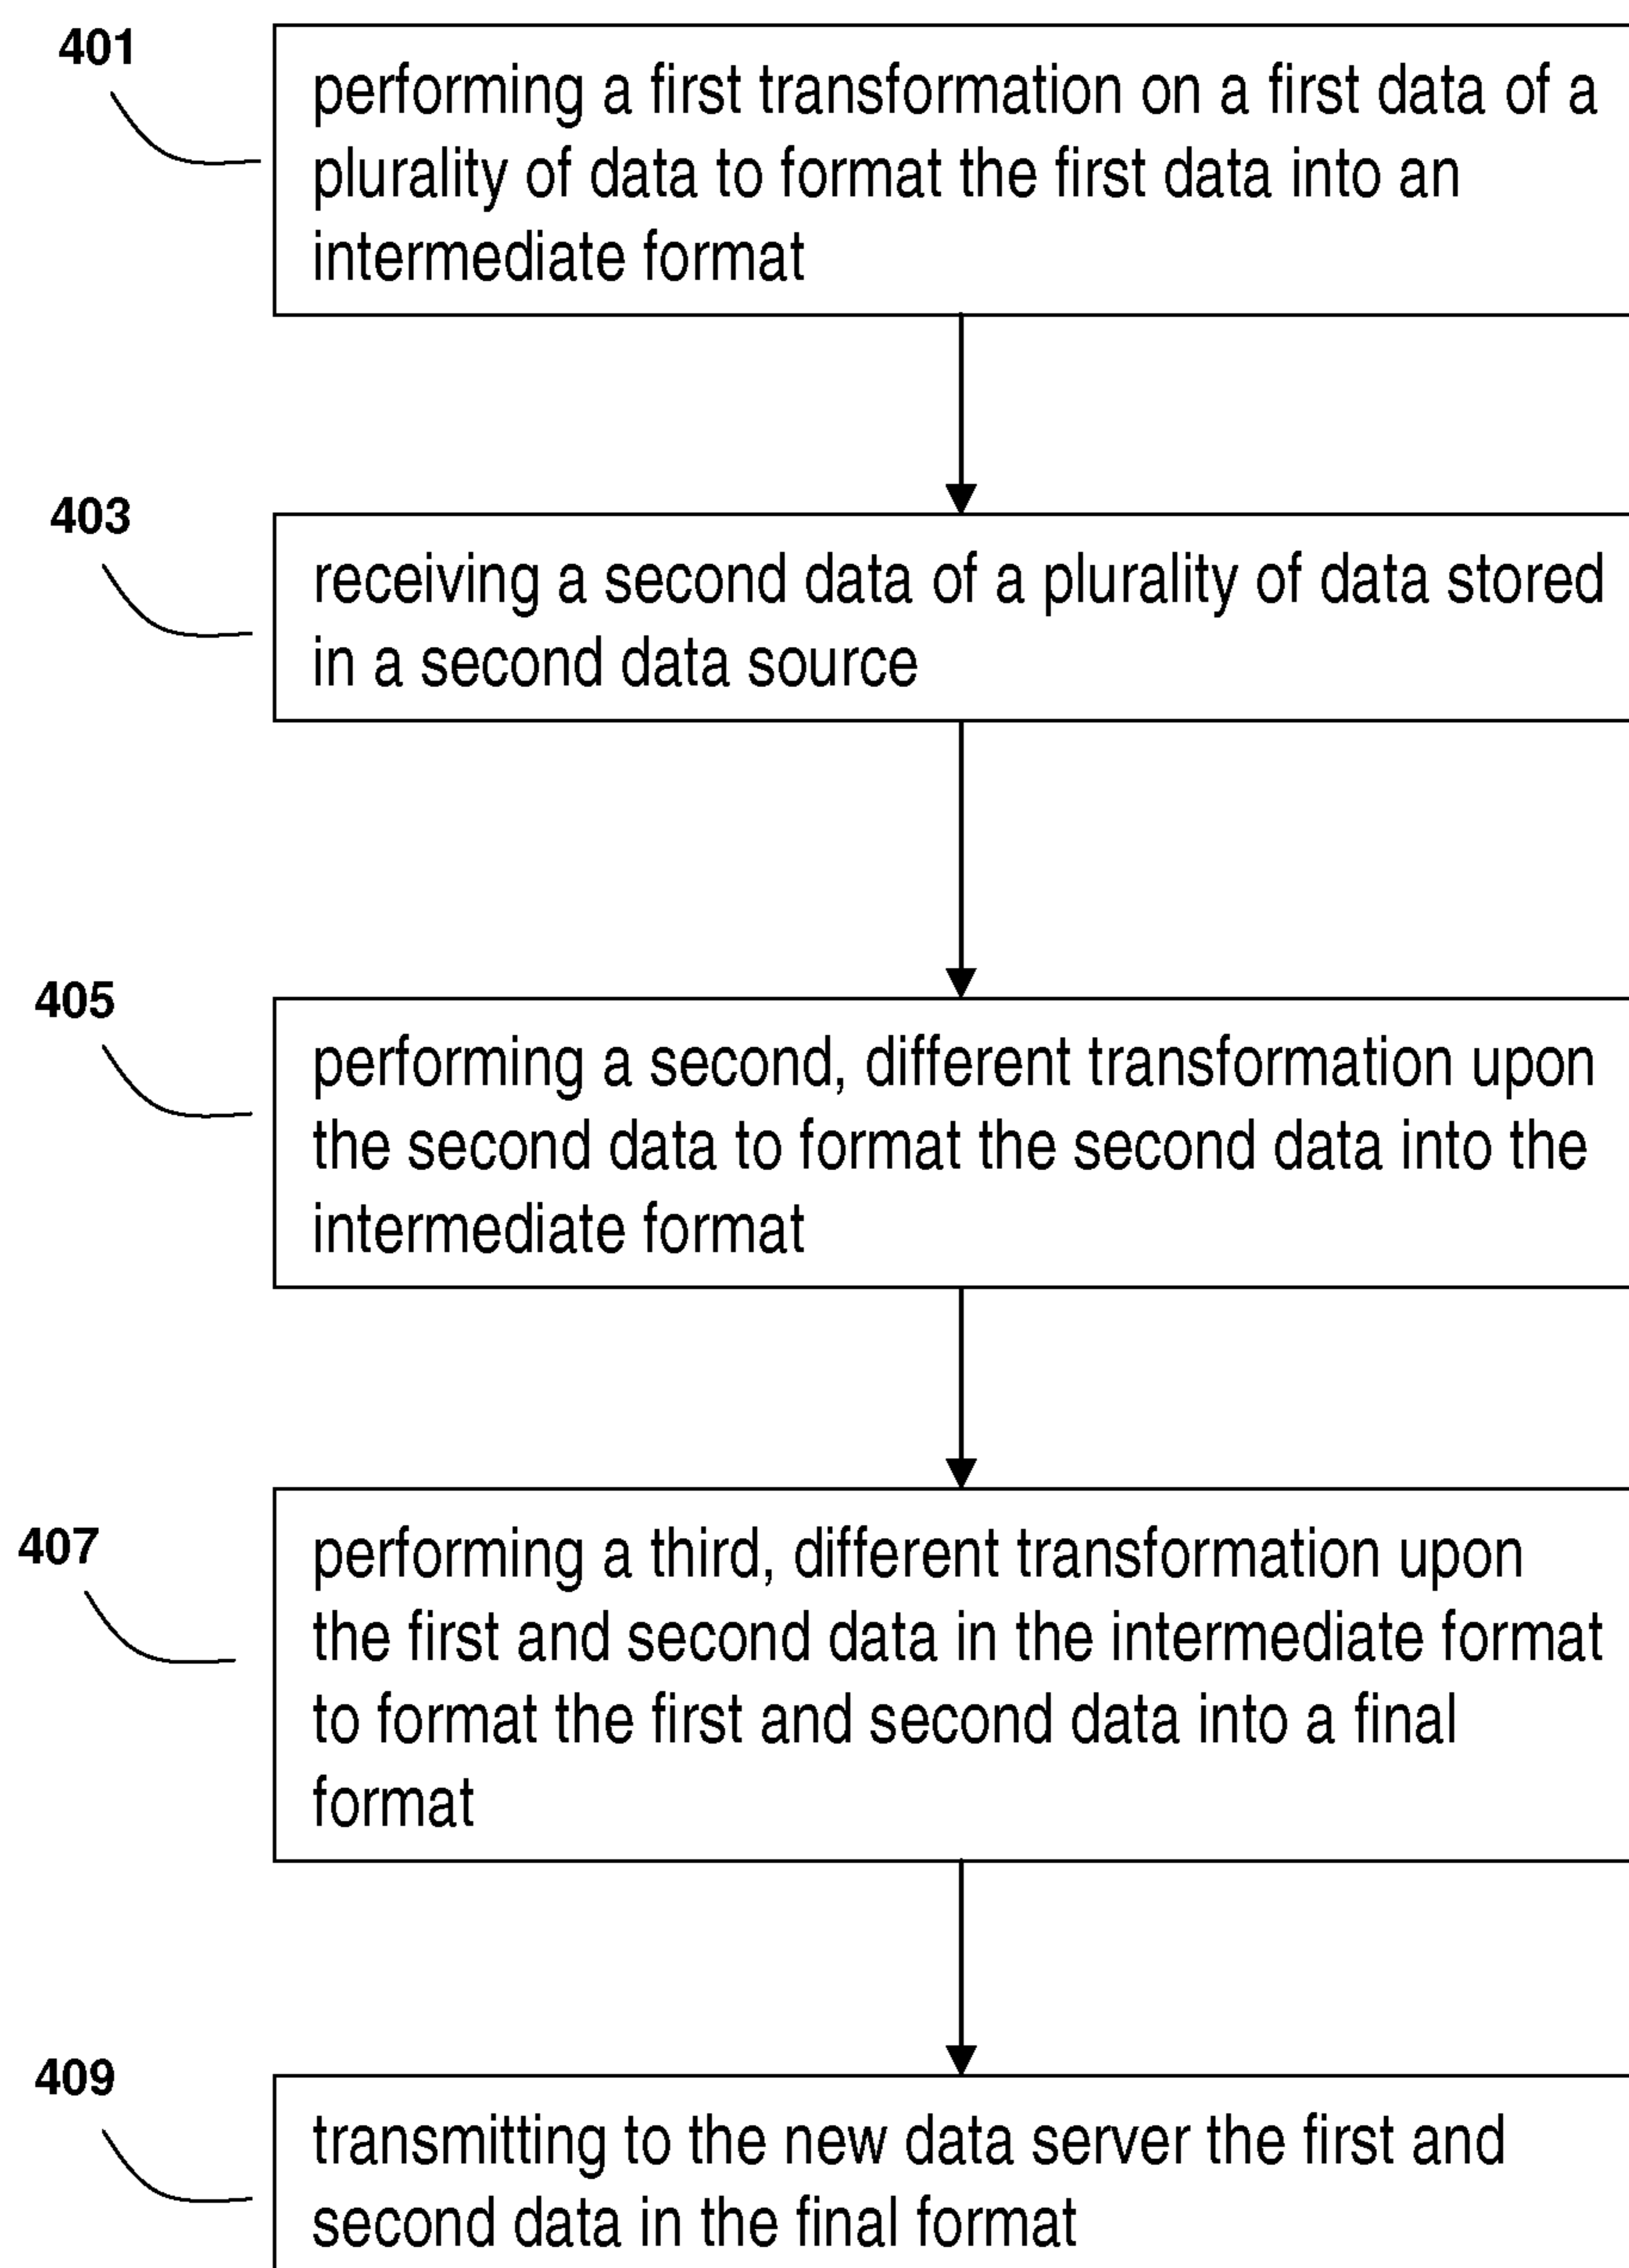 401
performing a first transformation on a first data of a
plurality of data to format the first data into an
intermediate format
403
receiving a second data of a plurality of data stored
in a second data source
405
performing a second, different transformation upon
the second data to format the second data into the
intermediate format
407
performing a third, different transformation upon
the first and second data in the intermediate format
to format the first and second data into a final
format
409
transmitting to the new data server the first and
second data in the final format